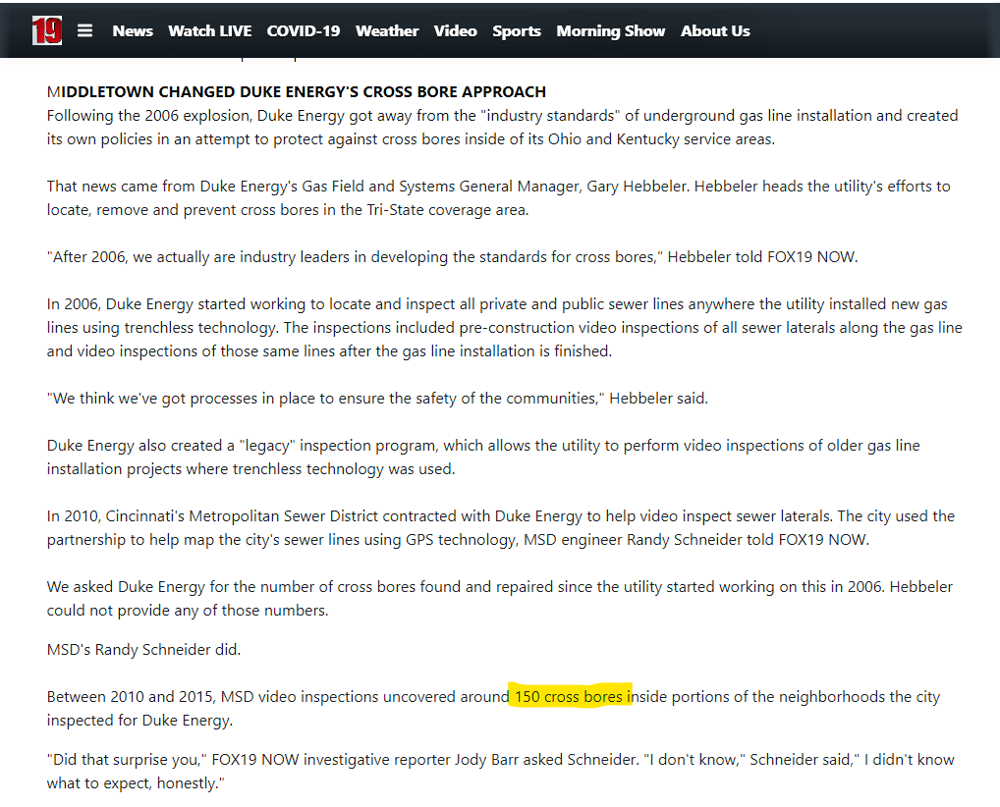 19 News Watch LIVE COVID-19 Weather Video Sports Morning Show About Us
MIDDLETOWN CHANGED DUKE ENERGY'S CROSS BORE APPROACH
Following the 2006 explosion, Duke Energy got away from the "industry standards" of underground gas line installation and created
its own policies in an attempt to protect against cross bores inside of its Ohio and Kentucky service areas.
That news came from Duke Energy's Gas Field and Systems General Manager, Gary Hebbeler. Hebbeler heads the utility's efforts to
locate, remove and prevent cross bores in the Tri-State coverage area.
"After 2006, we actually are industry leaders in developing the standards for cross bores," Hebbeler told FOX19 NOW.
In 2006, Duke Energy started working to locate and inspect all private and public sewer lines anywhere the utility installed new gas
lines using trenchless technology. The inspections included pre-construction video inspections of all sewer laterals along the gas line
and video inspections of those same lines after the gas line installation is finished.
"We think we've got processes in place to ensure the safety of the communities," Hebbeler said.
Duke Energy also created a "legacy" inspection program, which allows the utility to perform video inspections of older gas line
installation projects where trenchless technology was used.
In 2010, Cincinnati's Metropolitan Sewer District contracted with Duke Energy to help video inspect sewer laterals. The city used the
partnership to help map the city's sewer lines using GPS technology, MSD engineer Randy Schneider told FOX19 NOW.
We asked Duke Energy for the number of cross bores found and repaired since the utility started working on this in 2006. Hebbeler
could not provide any of those numbers.
MSD's Randy Schneider did.
Between 2010 and 2015, MSD video inspections uncovered around 150 cross bores inside portions of the neighborhoods the city
inspected for Duke Energy.
"Did that surprise you," FOX19 NOW investigative reporter Jody Barr asked Schneider. "I don't know," Schneider said," I didn't know
what to expect, honestly."